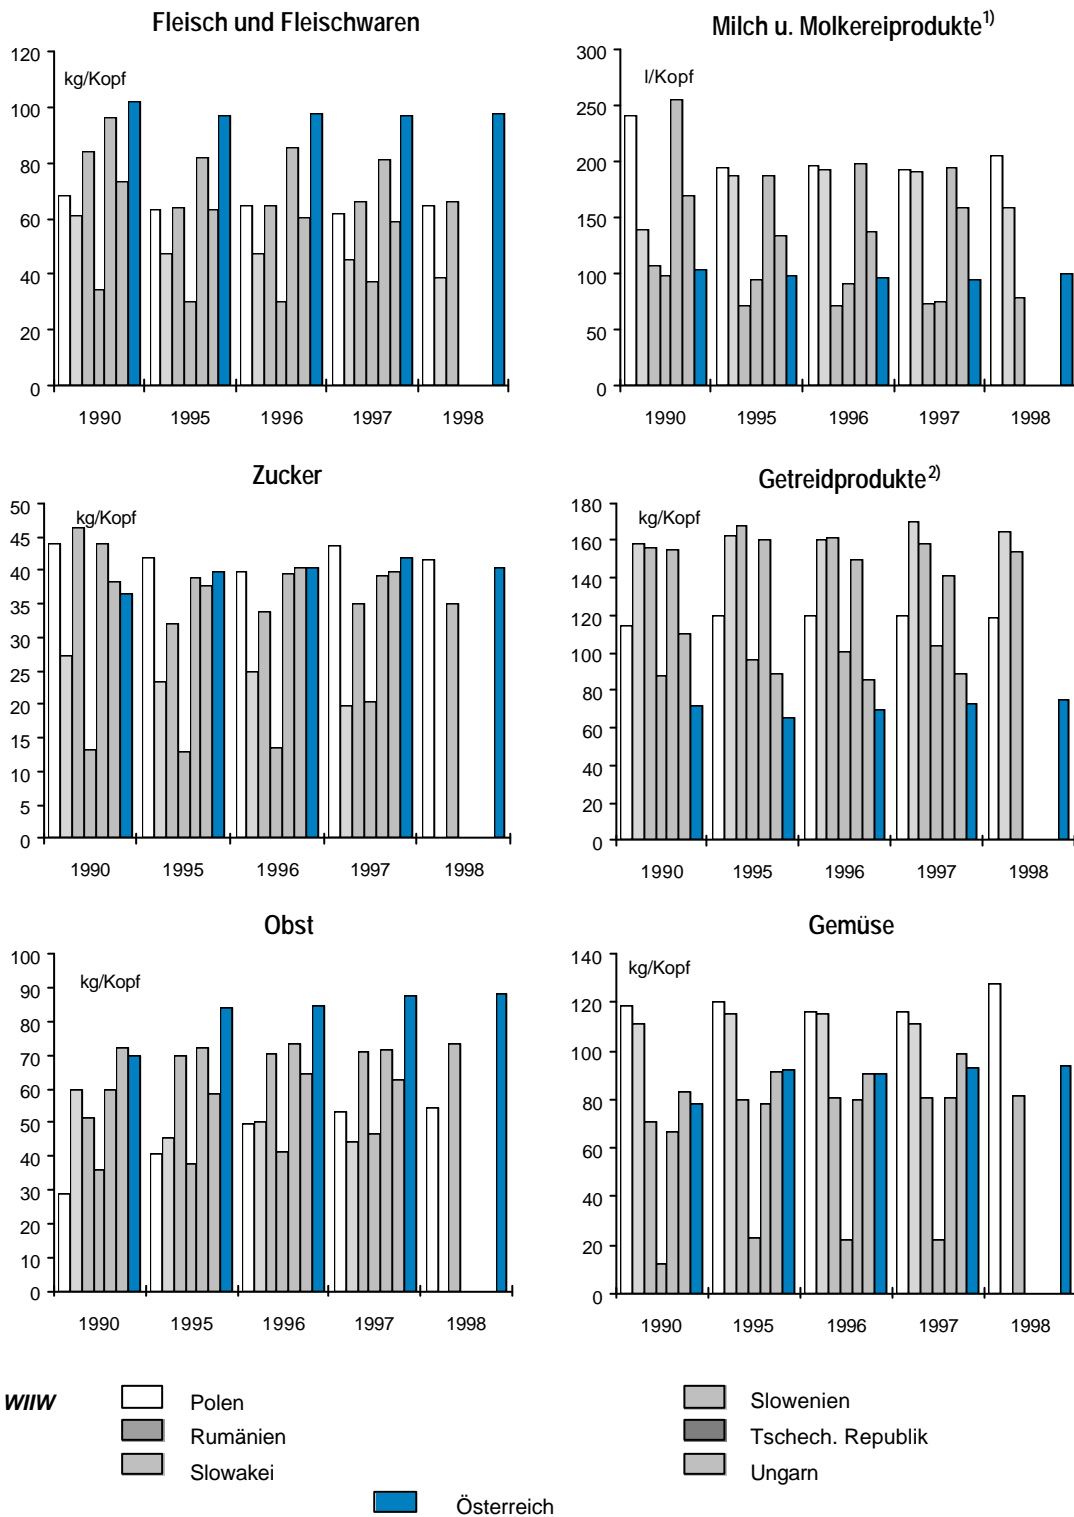 Fleisch und Fleischwaren
120
100
80
60
40
20
0
kg/Kopf
1990 1995 1996 1997 1998
Milch u. Molkereiprodukte1)
300
250
200
150
100
50
0
l/Kopf
1990 1995 1996 1997 1998
Zucker
50
45
40
35
30
25
20
15
10
5
0
kg/Kopf
1990 1995 1996 1997 1998
Getreidprodukte2)
180
160
140
120
100
80
60
40
20
0
kg/Kopf
1990 1995 1996 1997 1998
Obst
100
90
80
70
60
50
40
30
20
10
0
kg/Kopf
1990 1995 1996 1997 1998
Gemüse
140
120
100
80
60
40
20
0
kg/Kopf
1990 1995 1996 1997 1998
WIIW
Polen
Rumänien
Slowakei
Slowenien
Tschech. Republik
Ungarn
Österreich